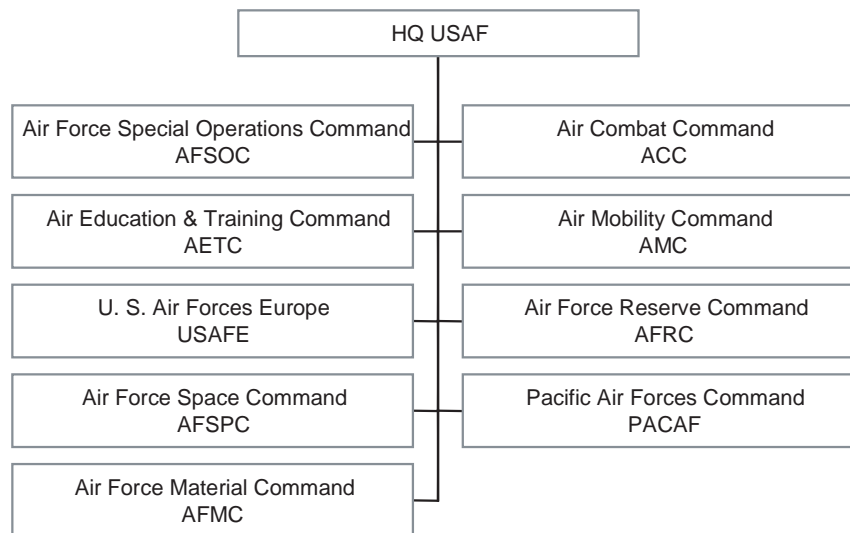 HQ USAF
Air Force Special Operations Command
AFSOC
Air Combat Command
ACC
Air Education & Training Command
AETC
Air Mobility Command
AMC
U. S. Air Forces Europe
USAFE
Air Force Reserve Command
AFRC
Air Force Space Command
AFSPC
Pacific Air Forces Command
PACAF
Air Force Material Command
AFMC